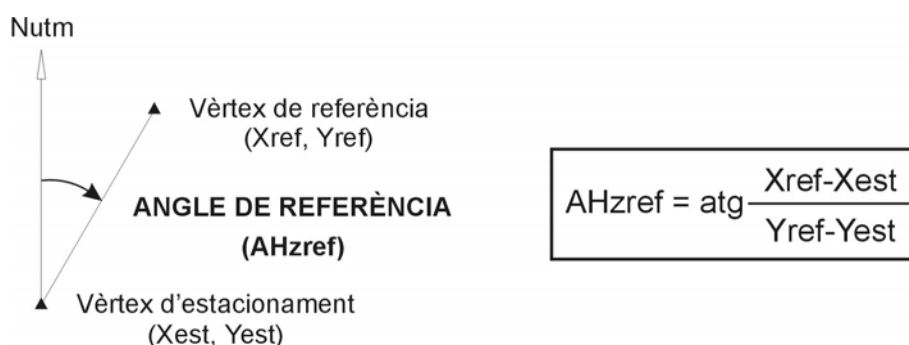 Nutm
Vèrtex de referència
(Xref, Yref)
ANGLE DE REFERÈNCIA
(AHzref)
Vèrtex d'estacionament
(Xest, Yest)
AHzref = atg Xref-Xest
Yref-Yest